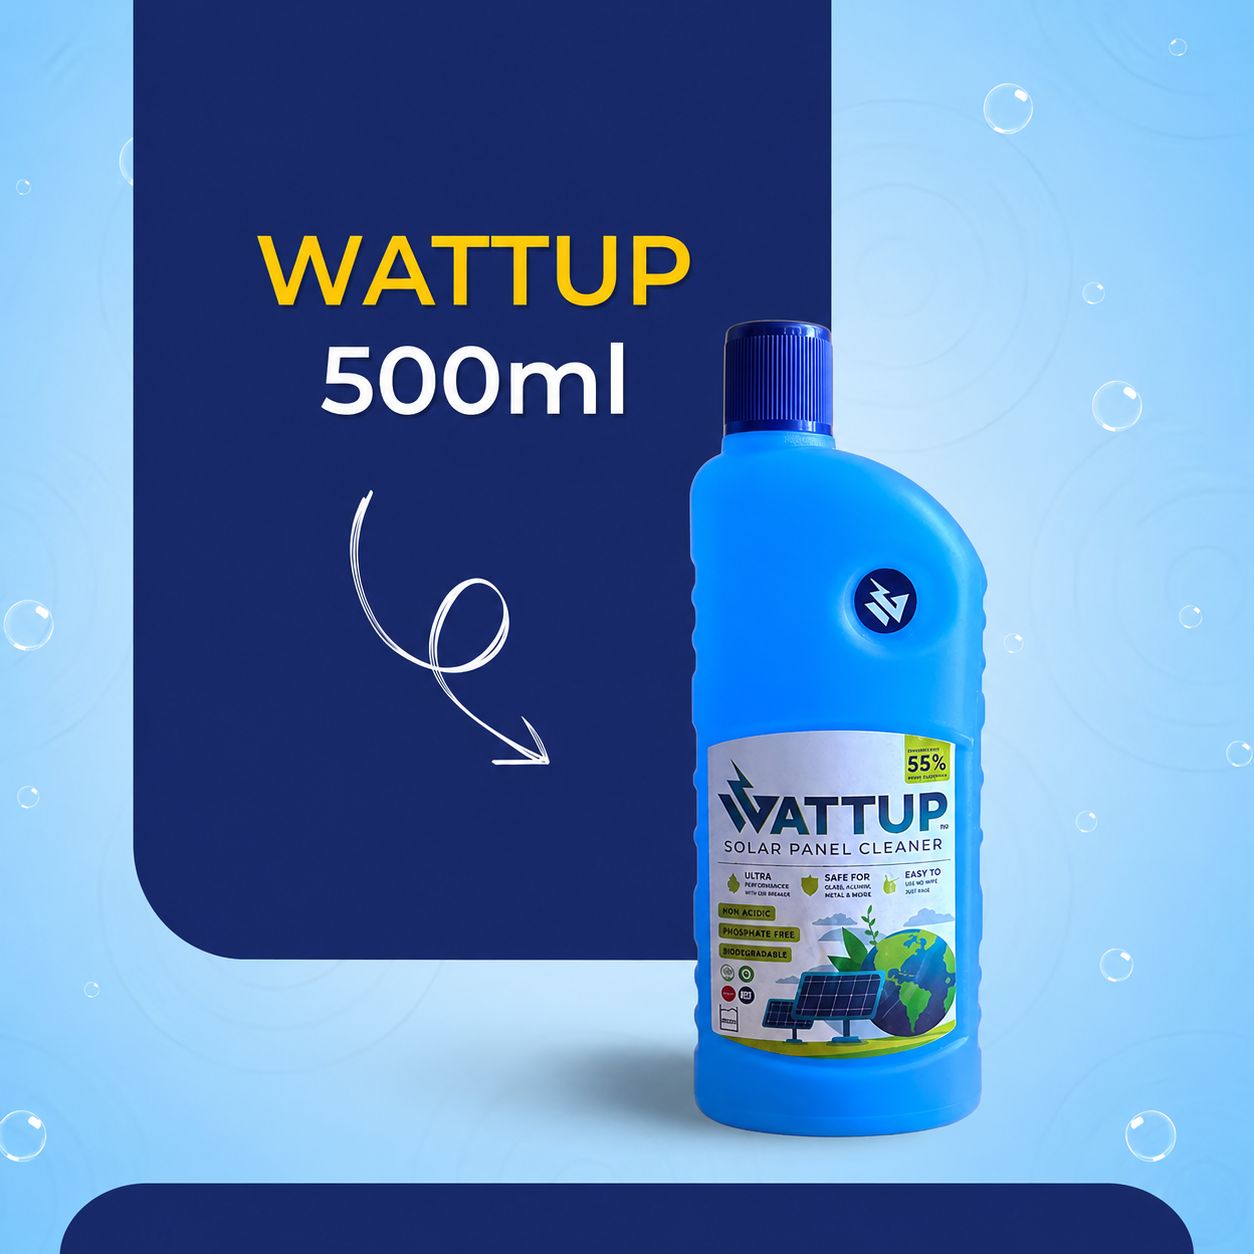 WATTUP
500ml
55%
WATTUP
SOLAR PANEL CLEANER
ULTRA
PERFORMANCE
SAFE FOR
METAL & MORE
EASY TO
NON ACIDIC
PHOSPHATE FREE
BIODEGRADABLE